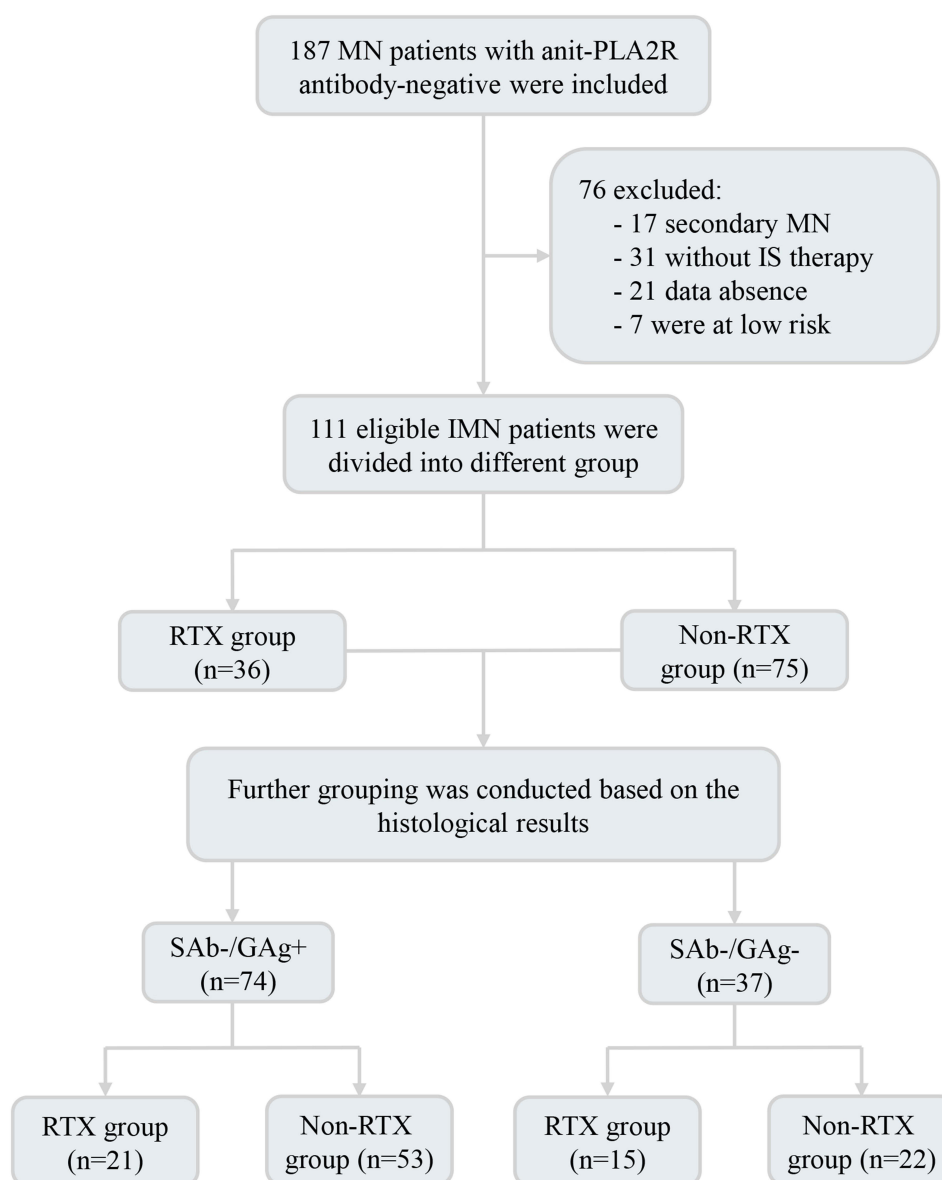 187 MN patients with anit-PLA2R
antibody-negative were included
76 excluded:
- 17 secondary MN
- 31 without IS therapy
- 21 data absence
- 7 were at low risk
111 eligible IMN patients were
divided into different group
RTX group
(n=36)
Non-RTX
group (n=75)
Further grouping was conducted based on the
histological results
SAb-/GAg+
(n=74)
SAb-/GAg-
(n=37)
RTX group
(n=21)
Non-RTX
group (n=53)
RTX group
(n=15)
Non-RTX
group (n=22)